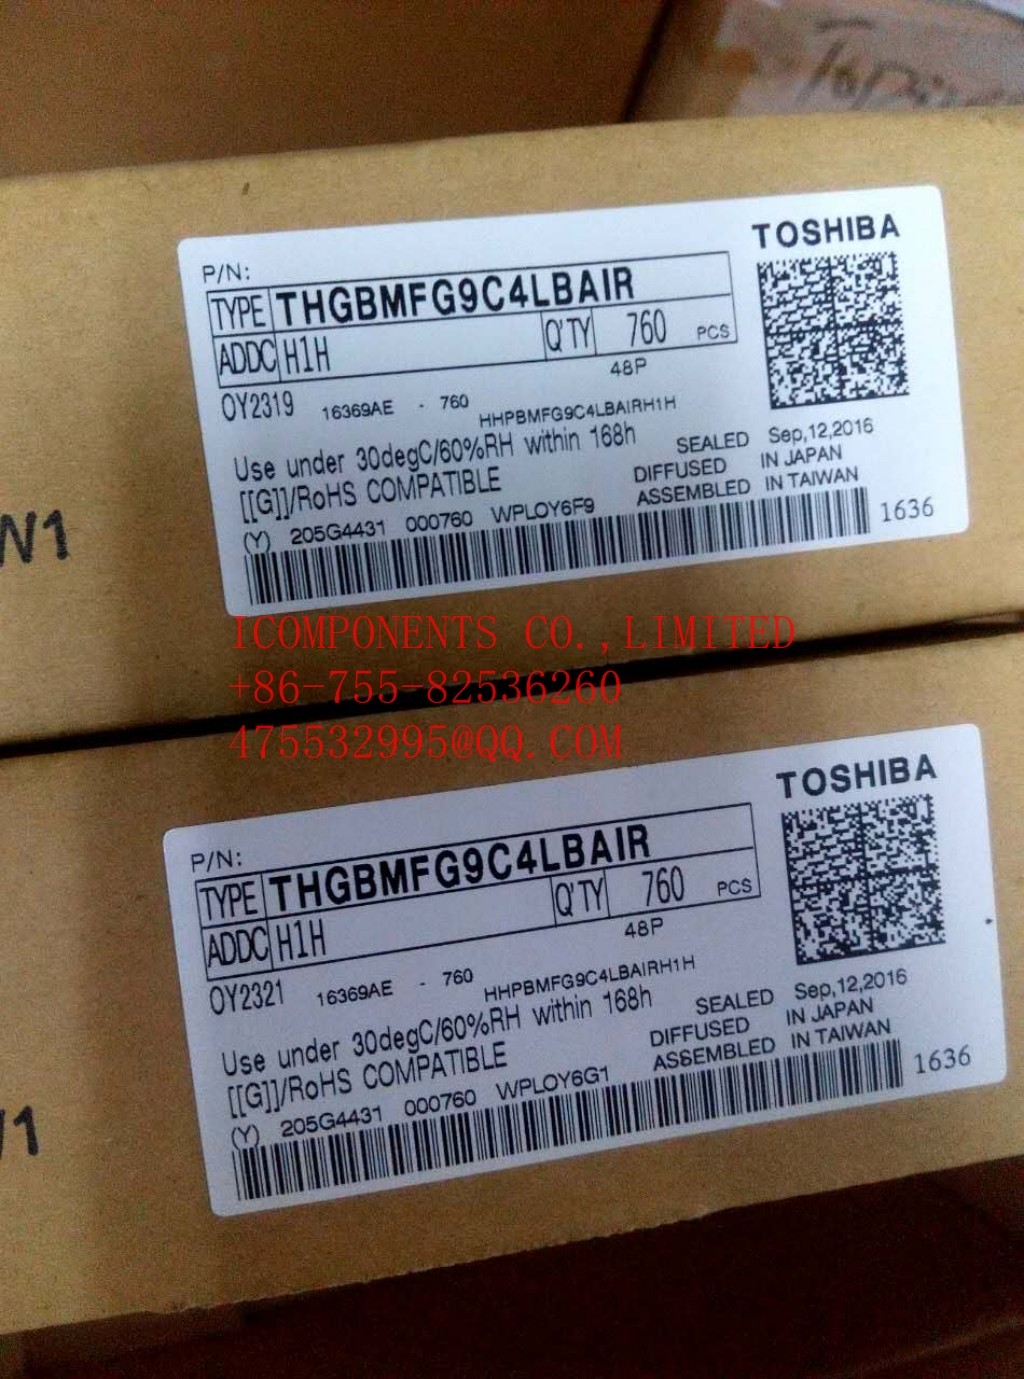 TOSHIBA
P/N:
TYPE THGBMFG9C4LBAIR
ADDC H1H Q'TY 760 PCS
48P
OY2319 16369AE - 760 HHPBMFG9C4LBAIRH1H
Use under 30degC/60%RH within 168h
[[G]]/RoHS COMPATIBLE
SEALED Sep,12,2016
DIFFUSED IN JAPAN
ASSEMBLED IN TAIWAN
(Y) 205G4431 000760 WPLOY6F9
1636
N1
ICOMPONENTS CO.,LIMITED
+86-755-82536260
475532995@QQ.COM
TOSHIBA
P/N:
TYPE THGBMFG9C4LBAIR
ADDC H1H Q'TY 760 PCS
48P
OY2321 16369AE - 760 HHPBMFG9C4LBAIRH1H
Use under 30degC/60%RH within 168h
[[G]]/RoHS COMPATIBLE
SEALED Sep,12,2016
DIFFUSED IN JAPAN
ASSEMBLED IN TAIWAN
(Y) 205G4431 000760 WPLOY6G1
1636
1